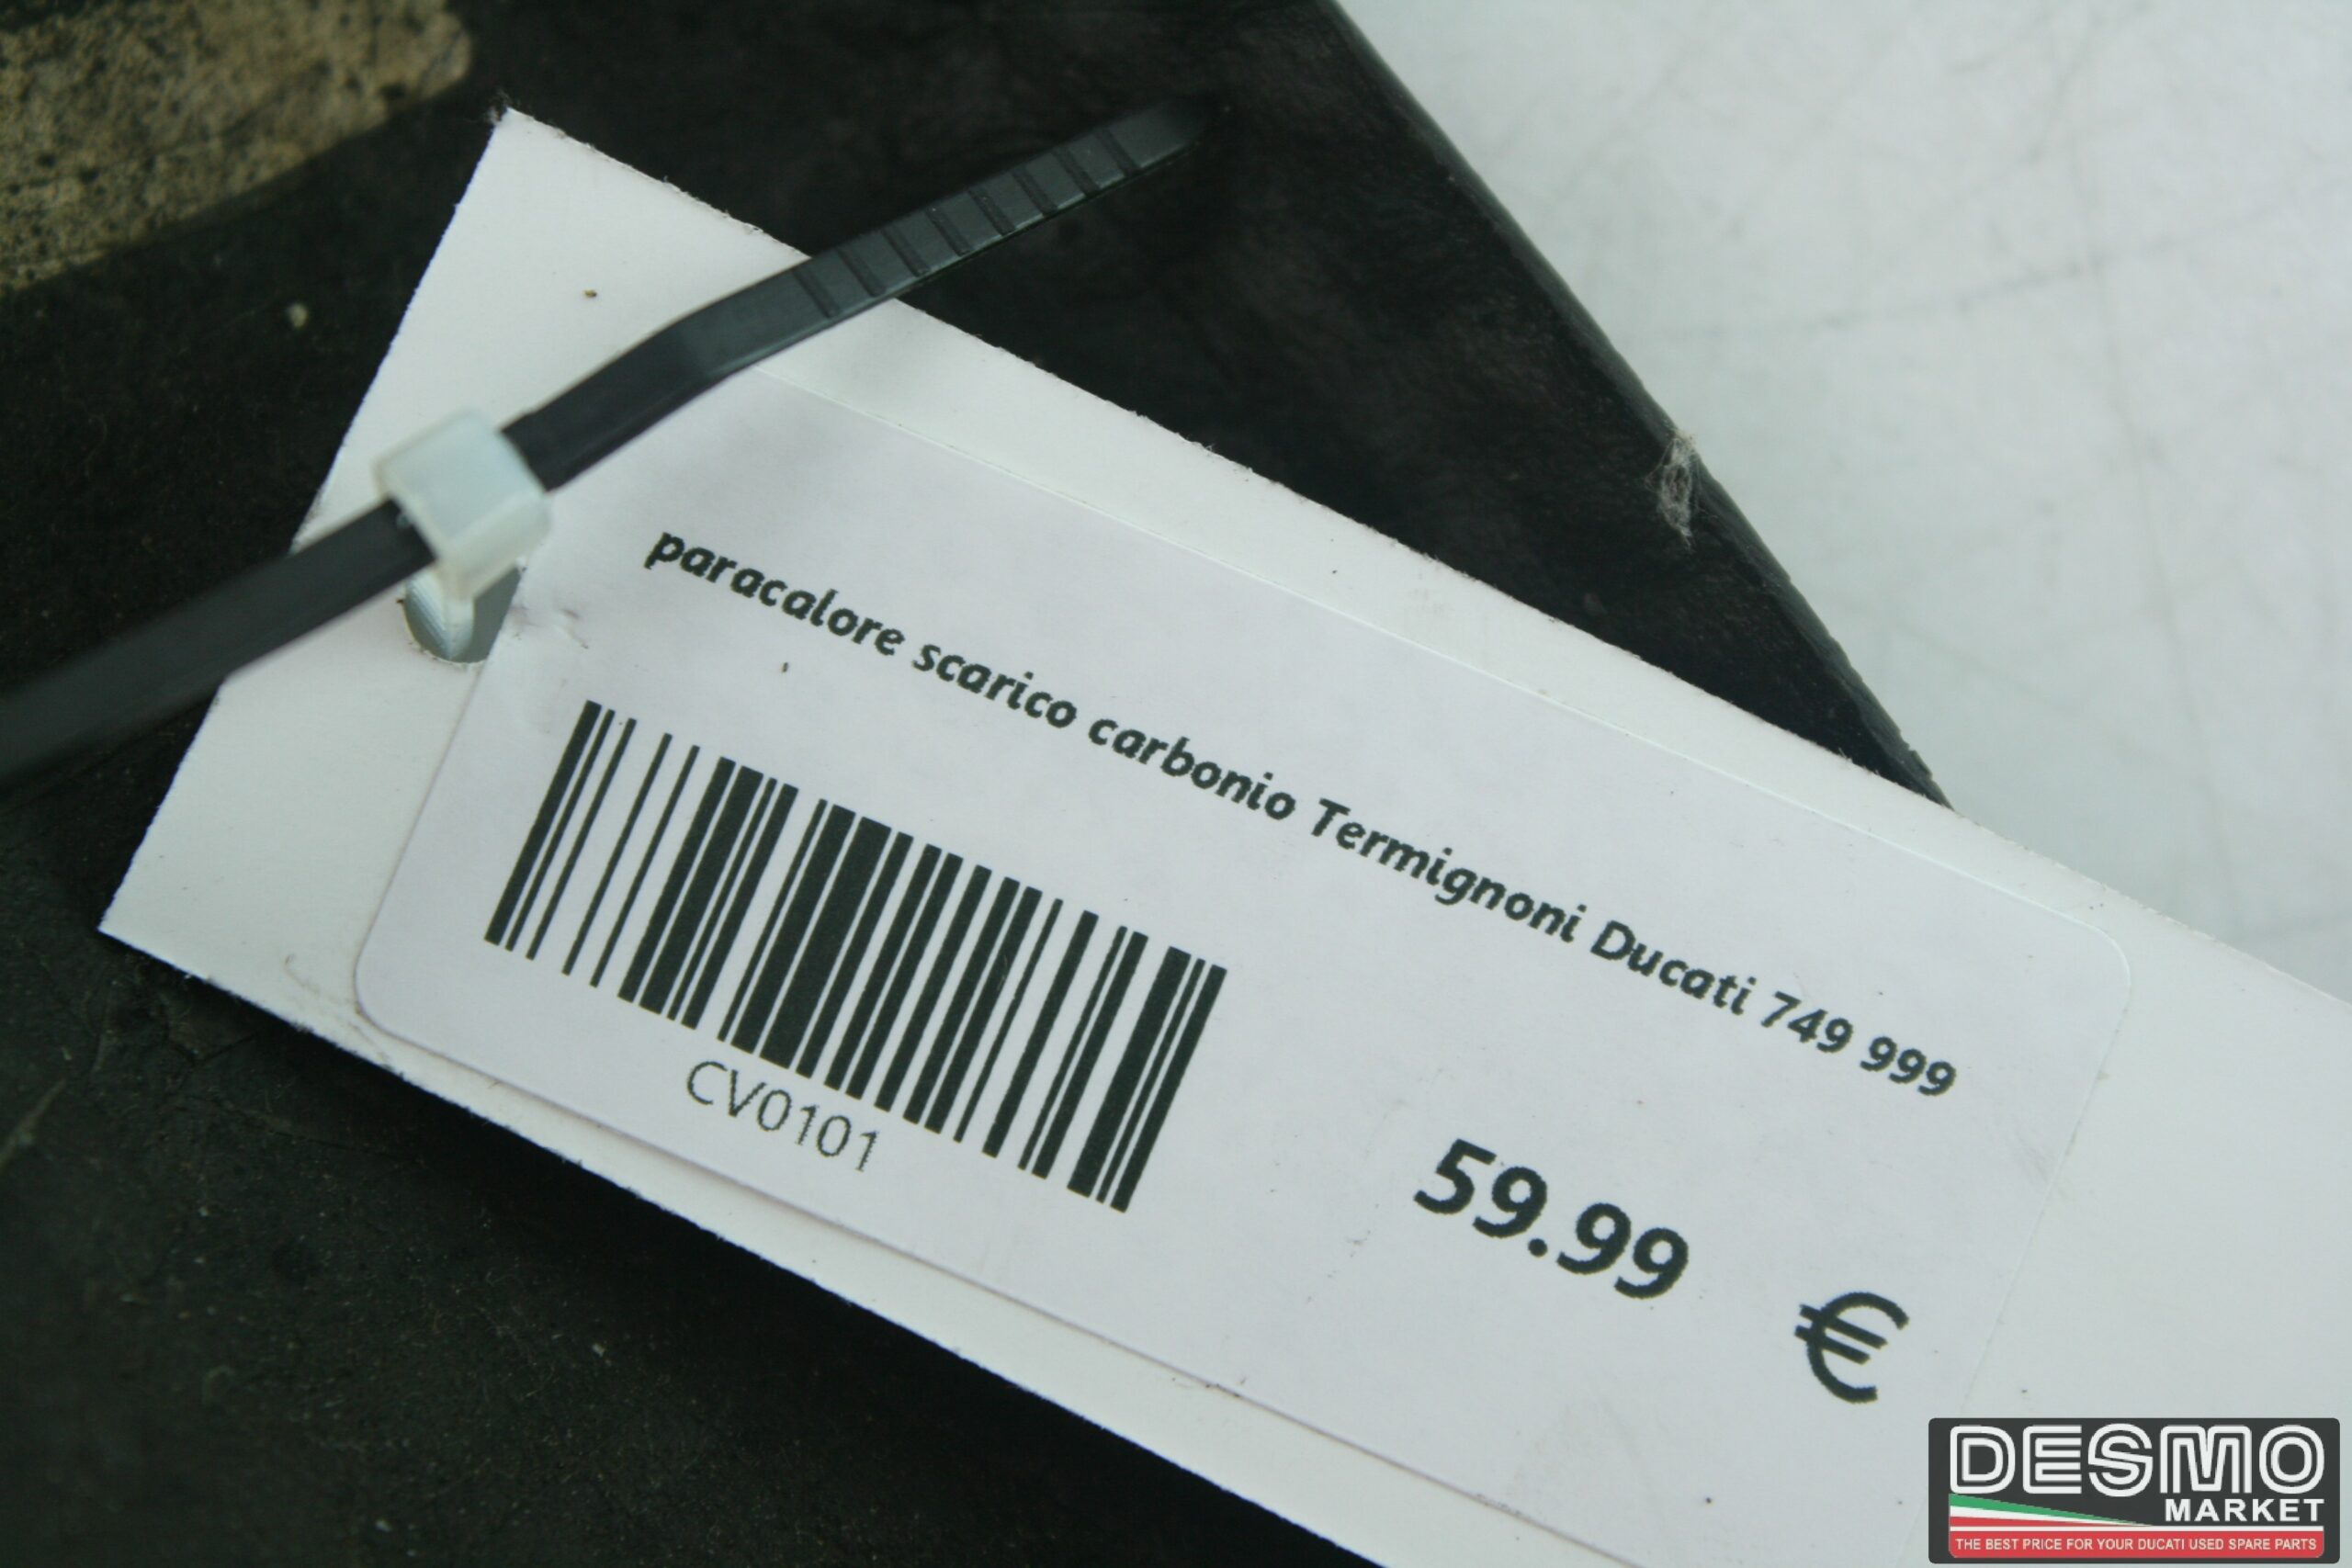 paracalore scarico carbonio Termignoni Ducati 749 999
CV0101
59.99 €
DESMO
MARKET
THE BEST PRICE FOR YOUR DUCATI USED SPARE PARTS